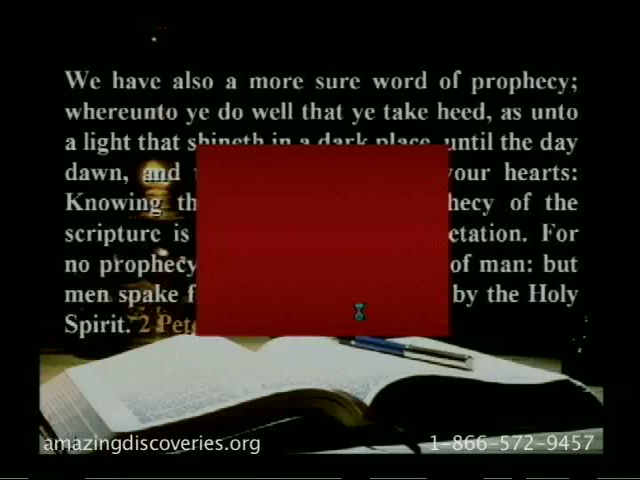 We have also a more sure word of prophecy;
whereunto ye do well that ye take heed, as unto
a light that shineth in a dark place, until the day
dawn, and your hearts:
Knowing of the
scripture is For
no prophecy of man: but
men spake by the Holy
Spirit. 2
amazingdiscoveries.org 1-866-572-9457